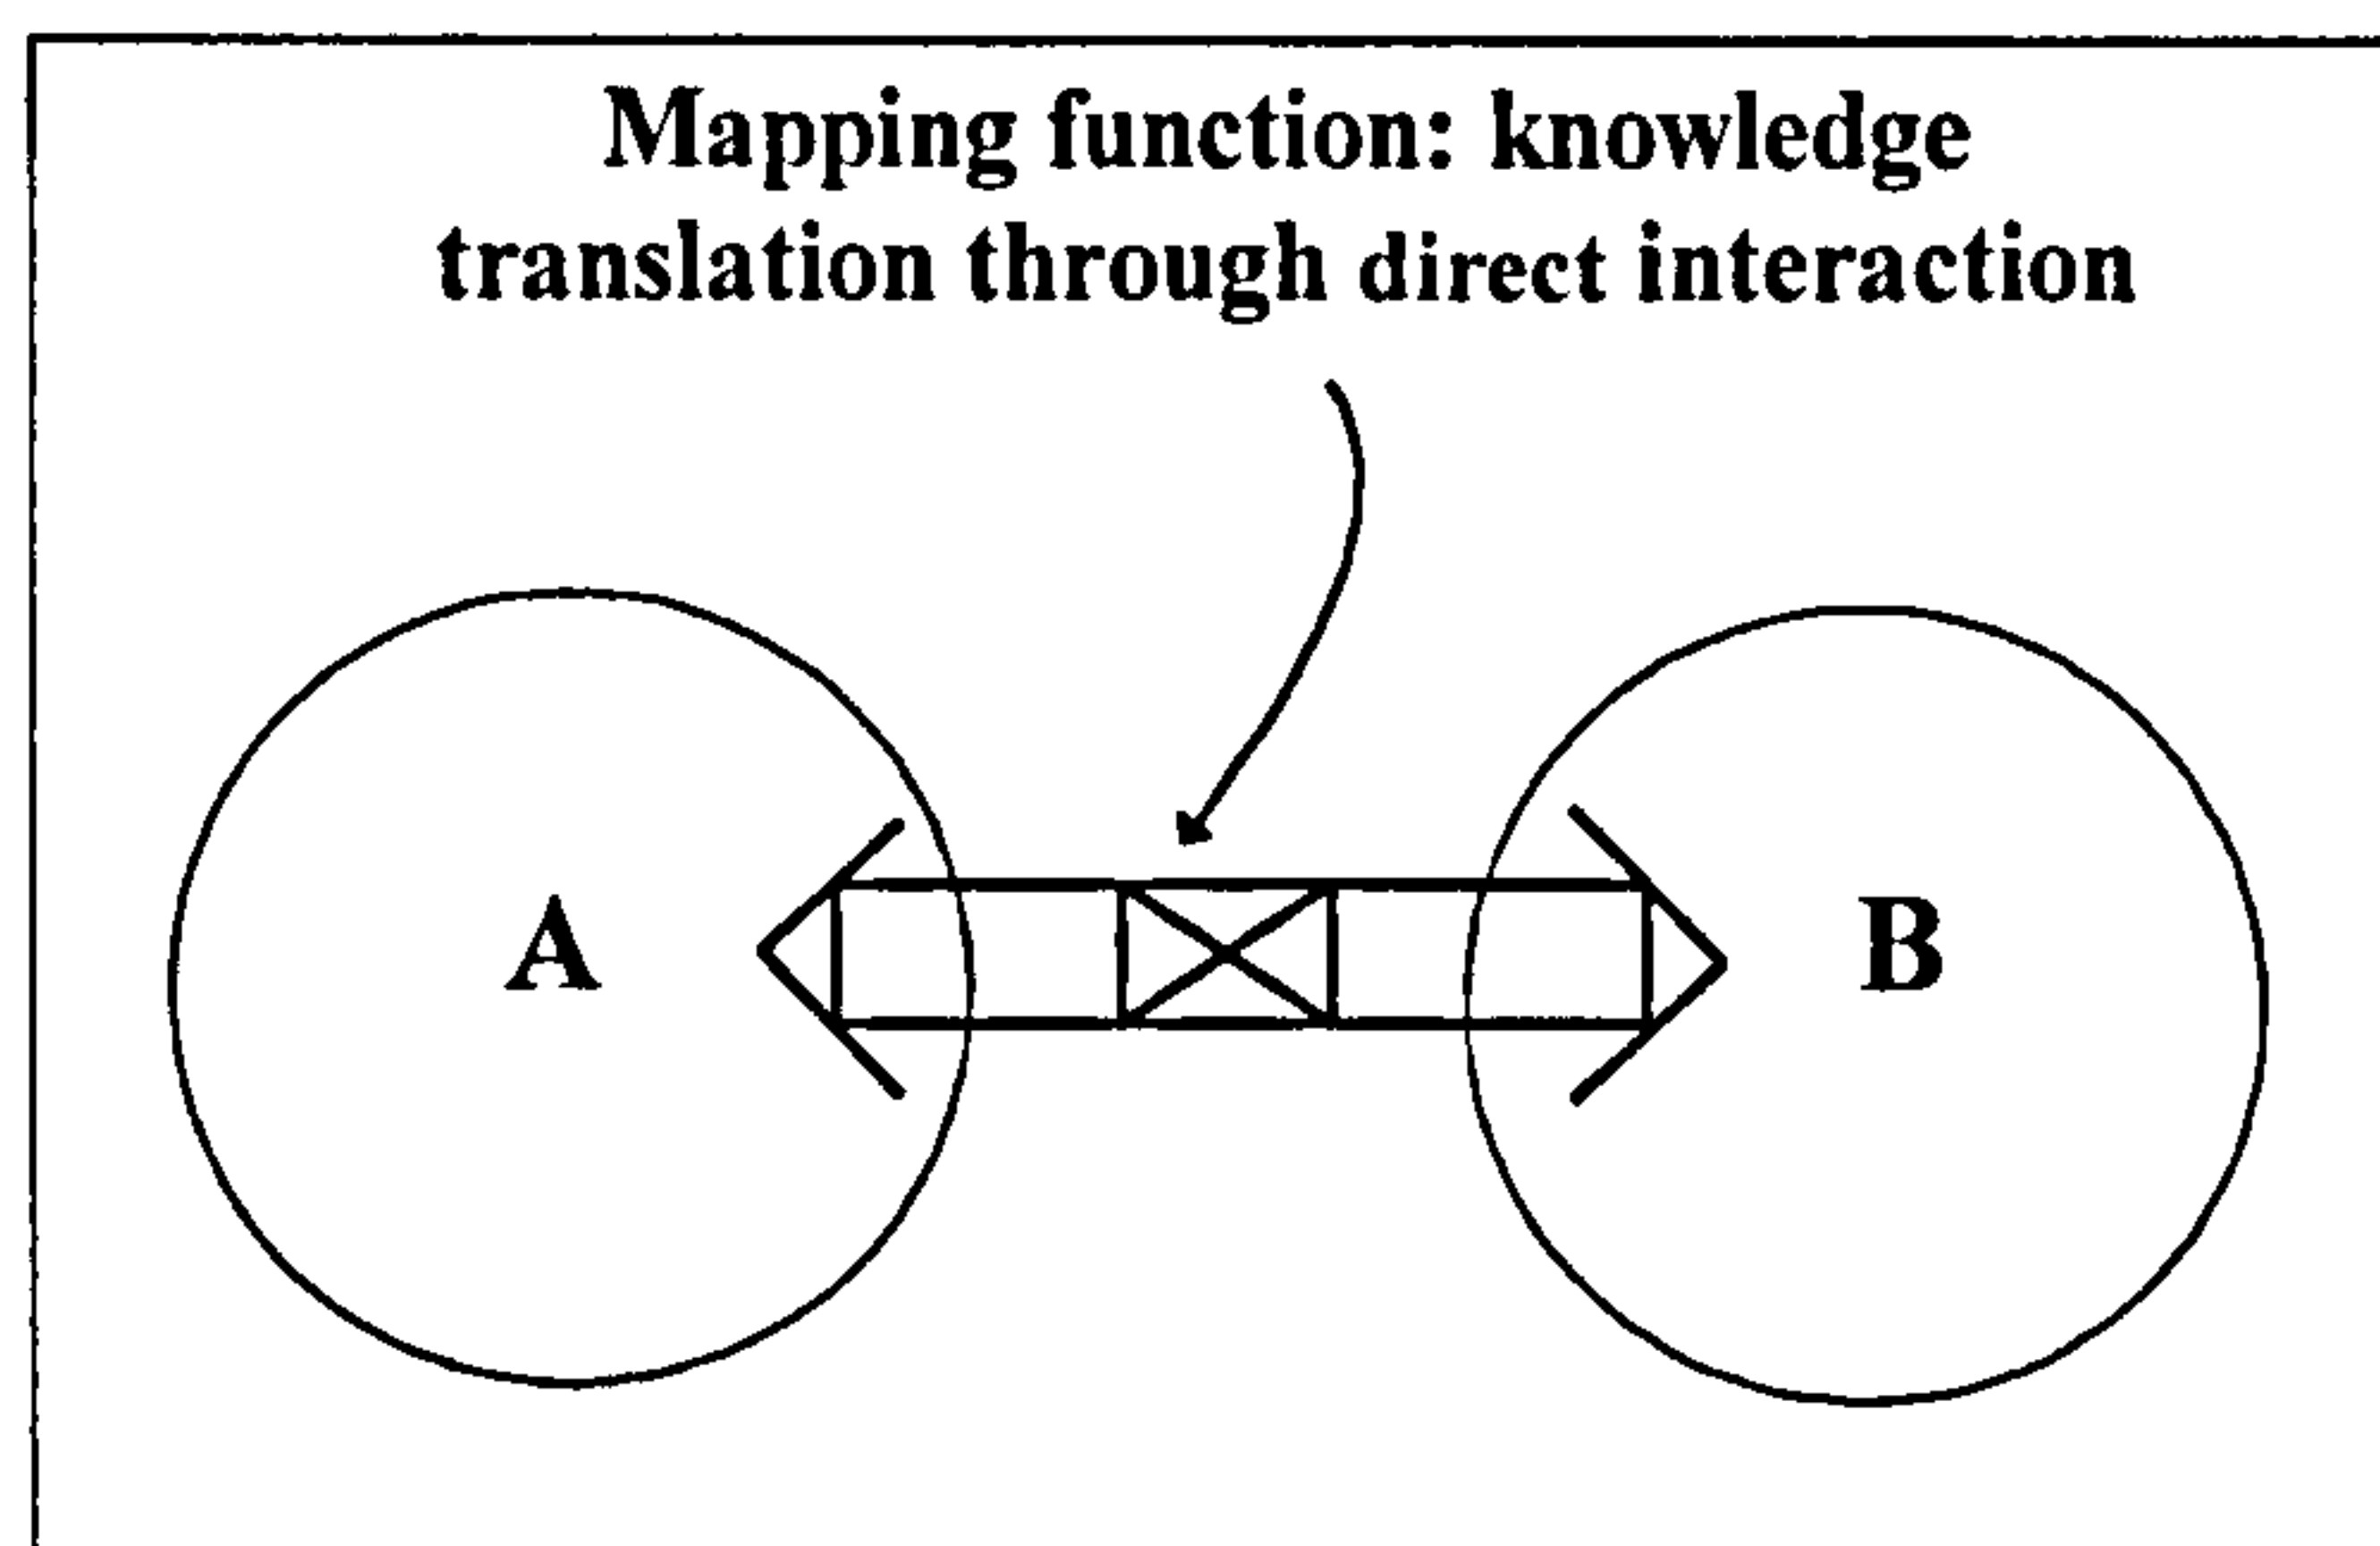 Mapping function: knowledge
translation through direct interaction
A
B